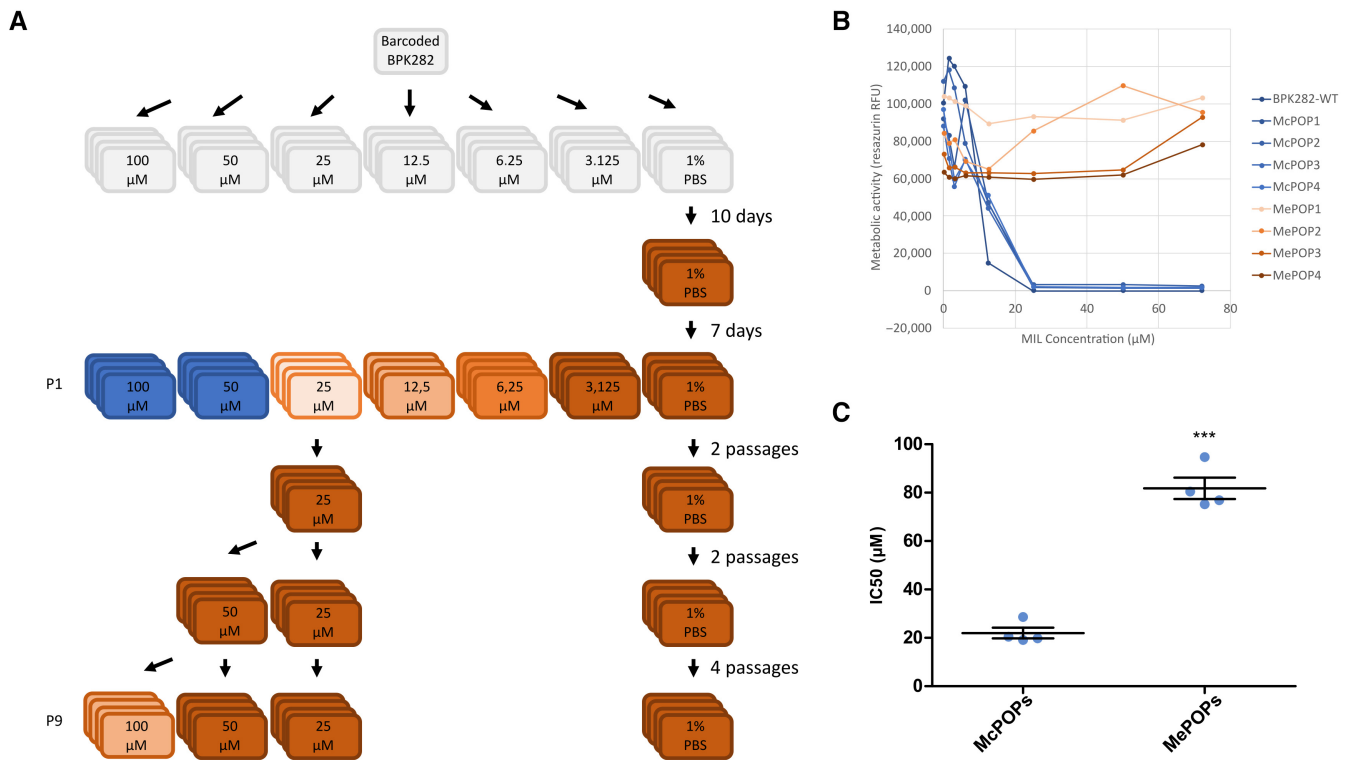 A
Barcoded
BPK282
100
µM
50
µM
25
µM
12.5
µM
6.25
µM
3.125
µM
1%
PBS
10 days
1%
PBS
7 days
P1
100
µM
50
µM
25
µM
12,5
µM
6,25
µM
3,125
µM
1%
PBS
2 passages
25
µM
1%
PBS
2 passages
50
µM
25
µM
1%
PBS
4 passages
P9
100
µM
50
µM
25
µM
1%
PBS
B
Metabolic activity (resazurin RFU)
140,000
120,000
100,000
80,000
60,000
40,000
20,000
0
−20,000
0 20 40 60 80
MIL Concentration (µM)
BPK282-WT
McPOP1
McPOP2
McPOP3
McPOP4
MePOP1
MePOP2
MePOP3
MePOP4
C
IC50 (µM)
100
80
60
40
20
0
***
McPOPs
MePOPs